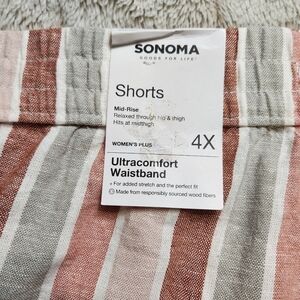 SONOMA
GOODS FOR LIFE
Shorts
Mid-Rise
Relaxed through hip & thigh
Hits at midthigh
4X
WOMEN'S PLUS
Ultracomfort
Waistband
• For added stretch and the perfect fit
Made from responsibly sourced wood fibers